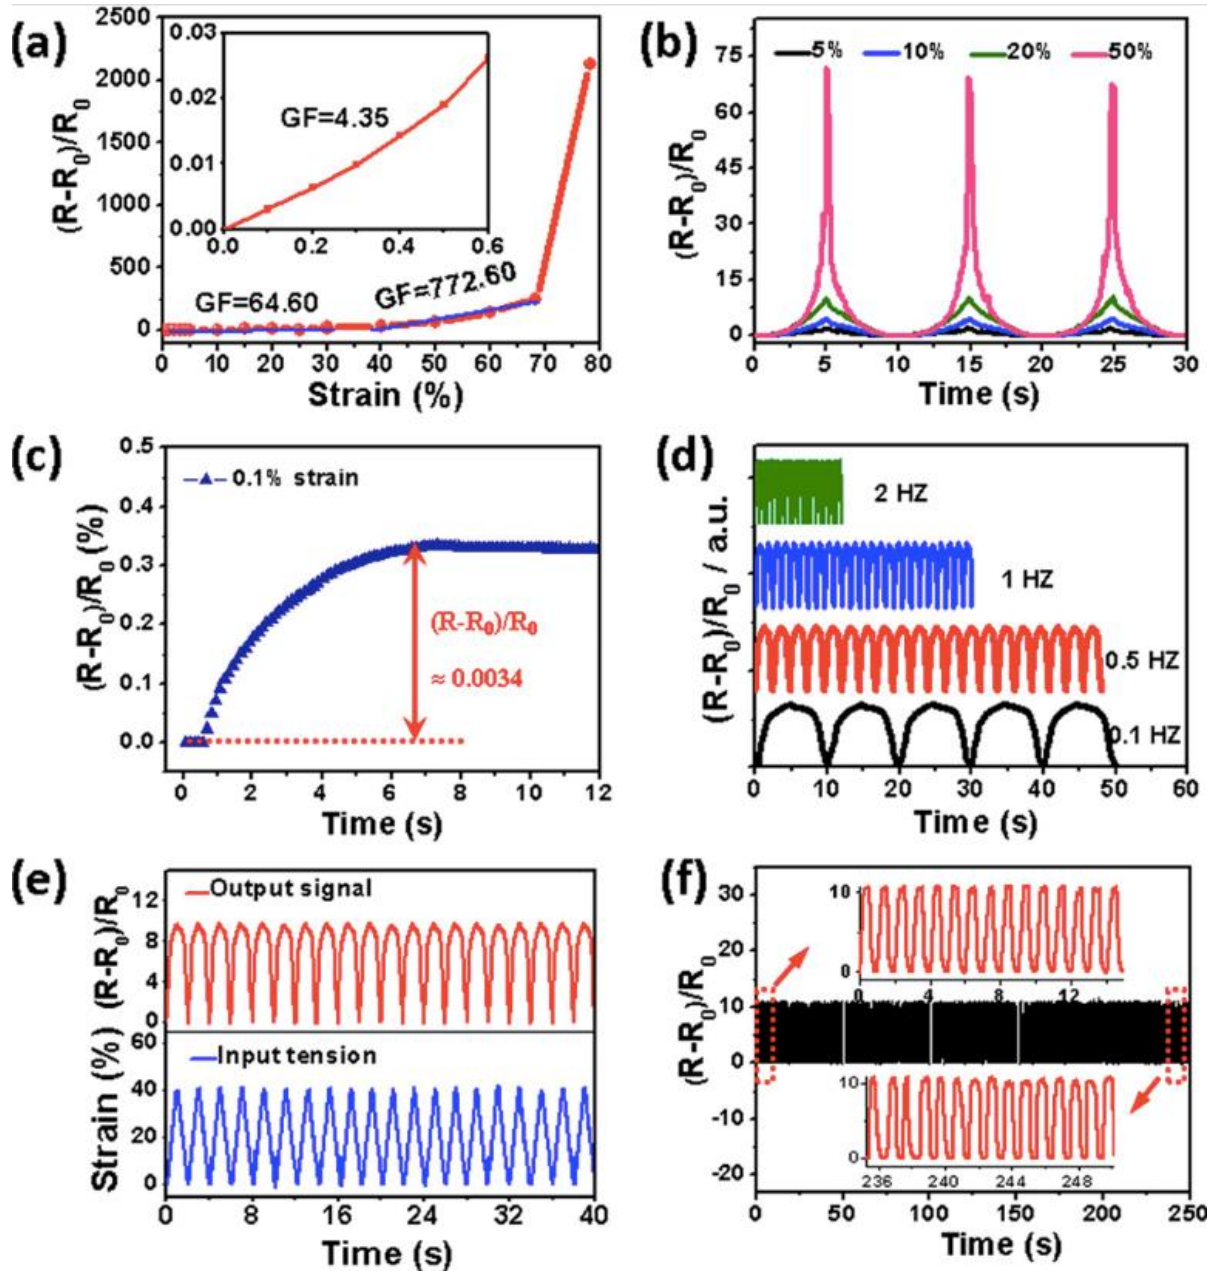 (a)
2500
2000
1500
1000
500
0
(R-R0)/R0
0.03
0.02
0.01
0.00
GF=4.35
0.0 0.2 0.4 0.6
GF=64.60
GF=772.60
0 10 20 30 40 50 60 70 80
Strain (%)
(b)
75
60
45
30
15
0
(R-R0)/R0
5% 10% 20% 50%
0 5 10 15 20 25 30
Time (s)
(c)
0.5
0.4
0.3
0.2
0.1
0.0
(R-R0)/R0 (%)
0.1% strain
(R-R0)/R0
≈ 0.0034
0 2 4 6 8 10 12
Time (s)
(d)
(R-R0)/R0 / a.u.
2 HZ
1 HZ
0.5 HZ
0.1 HZ
0 10 20 30 40 50 60
Time (s)
(e)
12
8
4
0
(R-R0)/R0
Output signal
60
40
20
0
Strain (%)
Input tension
0 8 16 24 32 40
Time (s)
(f)
30
20
10
0
-10
-20
(R-R0)/R0
10
0
0 4 8 12
10
0
236 240 244 248
0 50 100 150 200 250
Time (s)